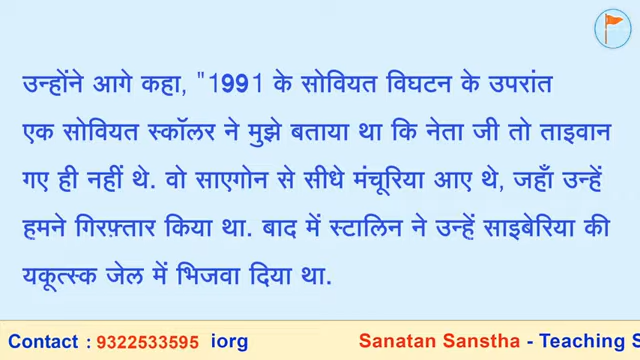 उन्होंने आगे कहा, "1991 के सोवियत विघटन के उपरांत
एक सोवियत स्कॉलर ने मुझे बताया था कि नेता जी तो ताइवान
गए ही नहीं थे. वो साएगोन से सीधे मंचूरिया आए थे, जहाँ उन्हें
हमने गिरफ़्तार किया था. बाद में स्टालिन ने उन्हें साइबेरिया की
यकूत्स्क जेल में भिजवा दिया था.
Contact : 9322533595 iorg Sanatan Sanstha - Teaching S